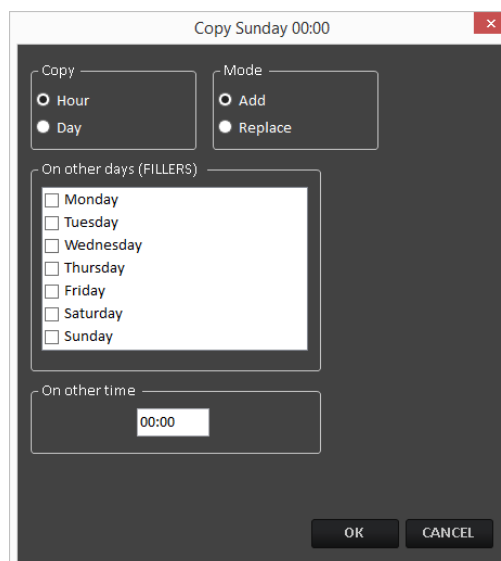 Copy Sunday 00:00
Copy
Mode
Hour
Add
Day
Replace
On other days (FILLERS)
Monday
Tuesday
Wednesday
Thursday
Friday
Saturday
Sunday
On other time
00:00
OK
CANCEL